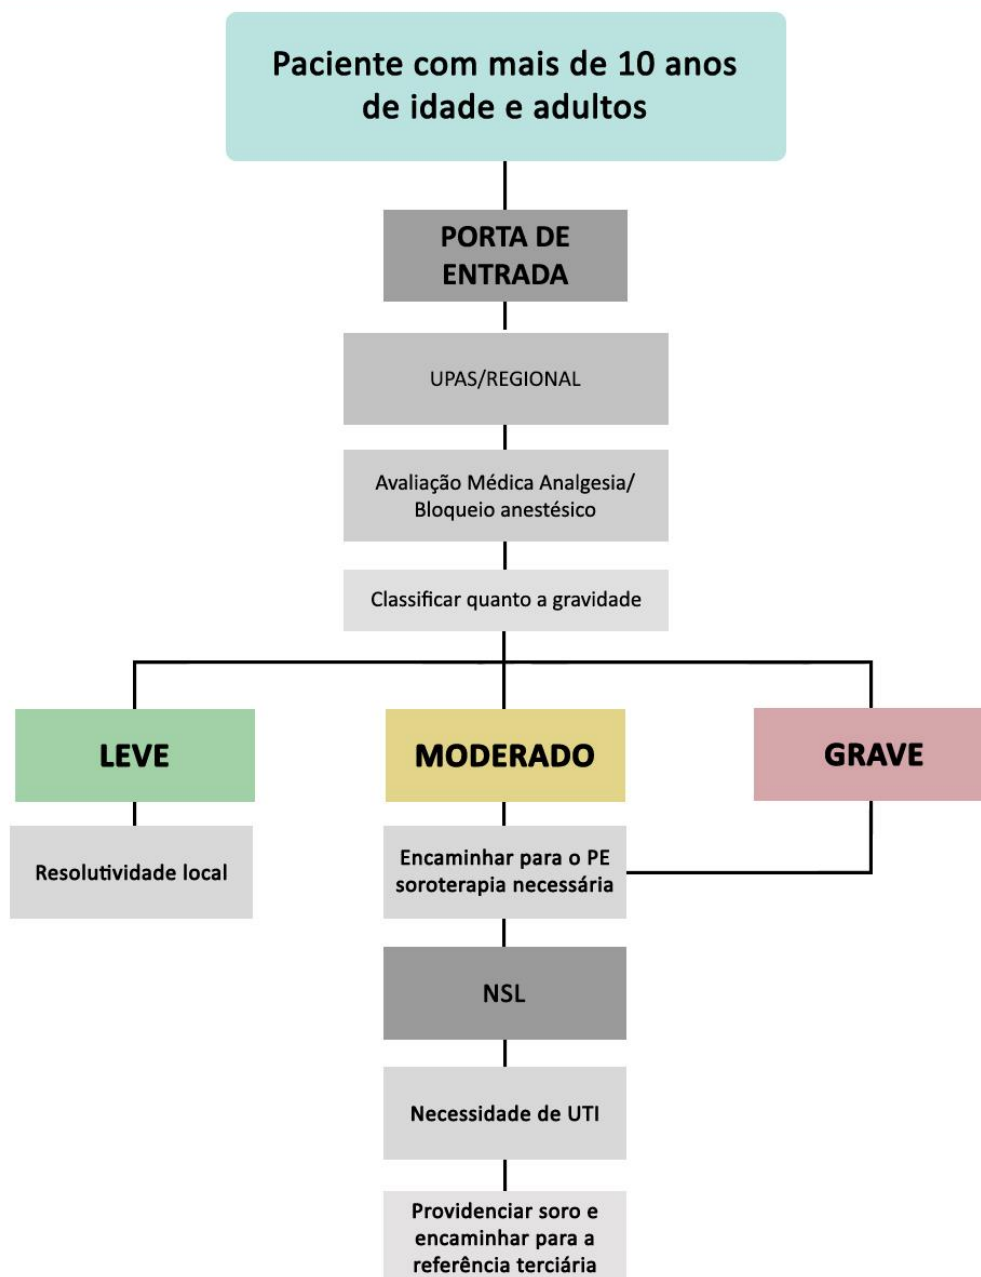 Paciente com mais de 10 anos
de idade e adultos
PORTA DE
ENTRADA
UPAS/REGIONAL
Avaliação Médica Analgesia/
Bloqueio anestésico
Classificar quanto a gravidade
LEVE
MODERADO
GRAVE
Resolutividade local
Encaminhar para o PE
soroterapia necessária
NSL
Necessidade de UTI
Providenciar soro e
encaminhar para a
referência terciária